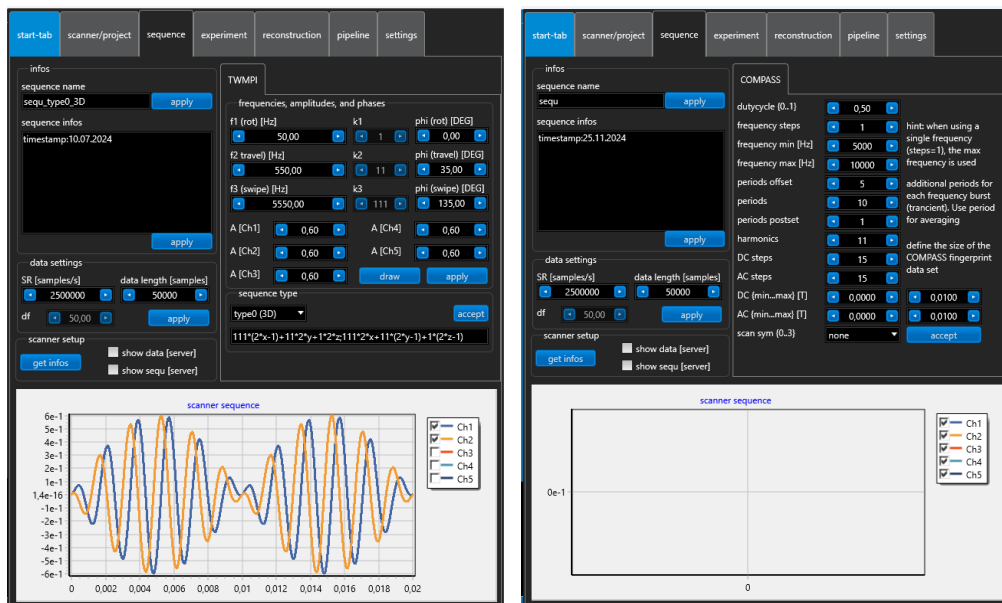 start-tab scanner/project sequence experiment reconstruction pipeline settings
infos
sequence name
sequ_type0_3D apply
sequence infos
timestamp:10.07.2024
apply
data settings
SR [samples/s] data length [samples]
2500000 50000
df 50,00 apply
scanner setup
get infos
show data [server]
show sequ [server]
TWMPI
frequencies, amplitudes, and phases
f1 (rot) [Hz] k1 phi (rot) [DEG]
50,00 1 0,00
f2 travel) [Hz] k2 phi (travel) [DEG]
550,00 11 35,00
f3 (swipe) [Hz] k3 phi (swipe) [DEG]
5550,00 111 135,00
A [Ch1] 0,60 A [Ch4] 0,60
A [Ch2] 0,60 A [Ch5] 0,60
A [Ch3] 0,60 draw apply
sequence type
type0 (3D) accept
111*(2*x-1)+11*2*y+1*2*z;111*2*x+11*(2*y-1)+1*(2*z-1)
scanner sequence
6e-1
5e-1
4e-1
3e-1
2e-1
1e-1
1,4e-16
-1e-1
-2e-1
-3e-1
-4e-1
-5e-1
-6e-1
0 0,002 0,004 0,006 0,008 0,01 0,012 0,014 0,016 0,018 0,02
Ch1
Ch2
Ch3
Ch4
Ch5
start-tab scanner/project sequence experiment reconstruction pipeline settings
infos
sequence name
sequ apply
sequence infos
timestamp:25.11.2024
apply
data settings
SR [samples/s] data length [samples]
2500000 50000
df 50,00 apply
scanner setup
get infos
show data [server]
show sequ [server]
COMPASS
dutycycle (0..1) 0,50
frequency steps 1
frequency min [Hz] 5000
frequency max [Hz] 10000
periods offset 5
periods 10
periods postset 1
harmonics 11
DC steps 15
AC steps 15
DC {min...max} [T] 0,0000 0,0100
AC {min...max} [T] 0,0000 0,0100
scan sym {0..3} none accept
hint: when using a
single frequency
(steps=1), the max
frequency is used
additional periods for
each frequency burst
(trancient). Use period
for averaging
define the size of the
COMPASS fingerprint
data set
scanner sequence
0e-1
0
Ch1
Ch2
Ch3
Ch4
Ch5